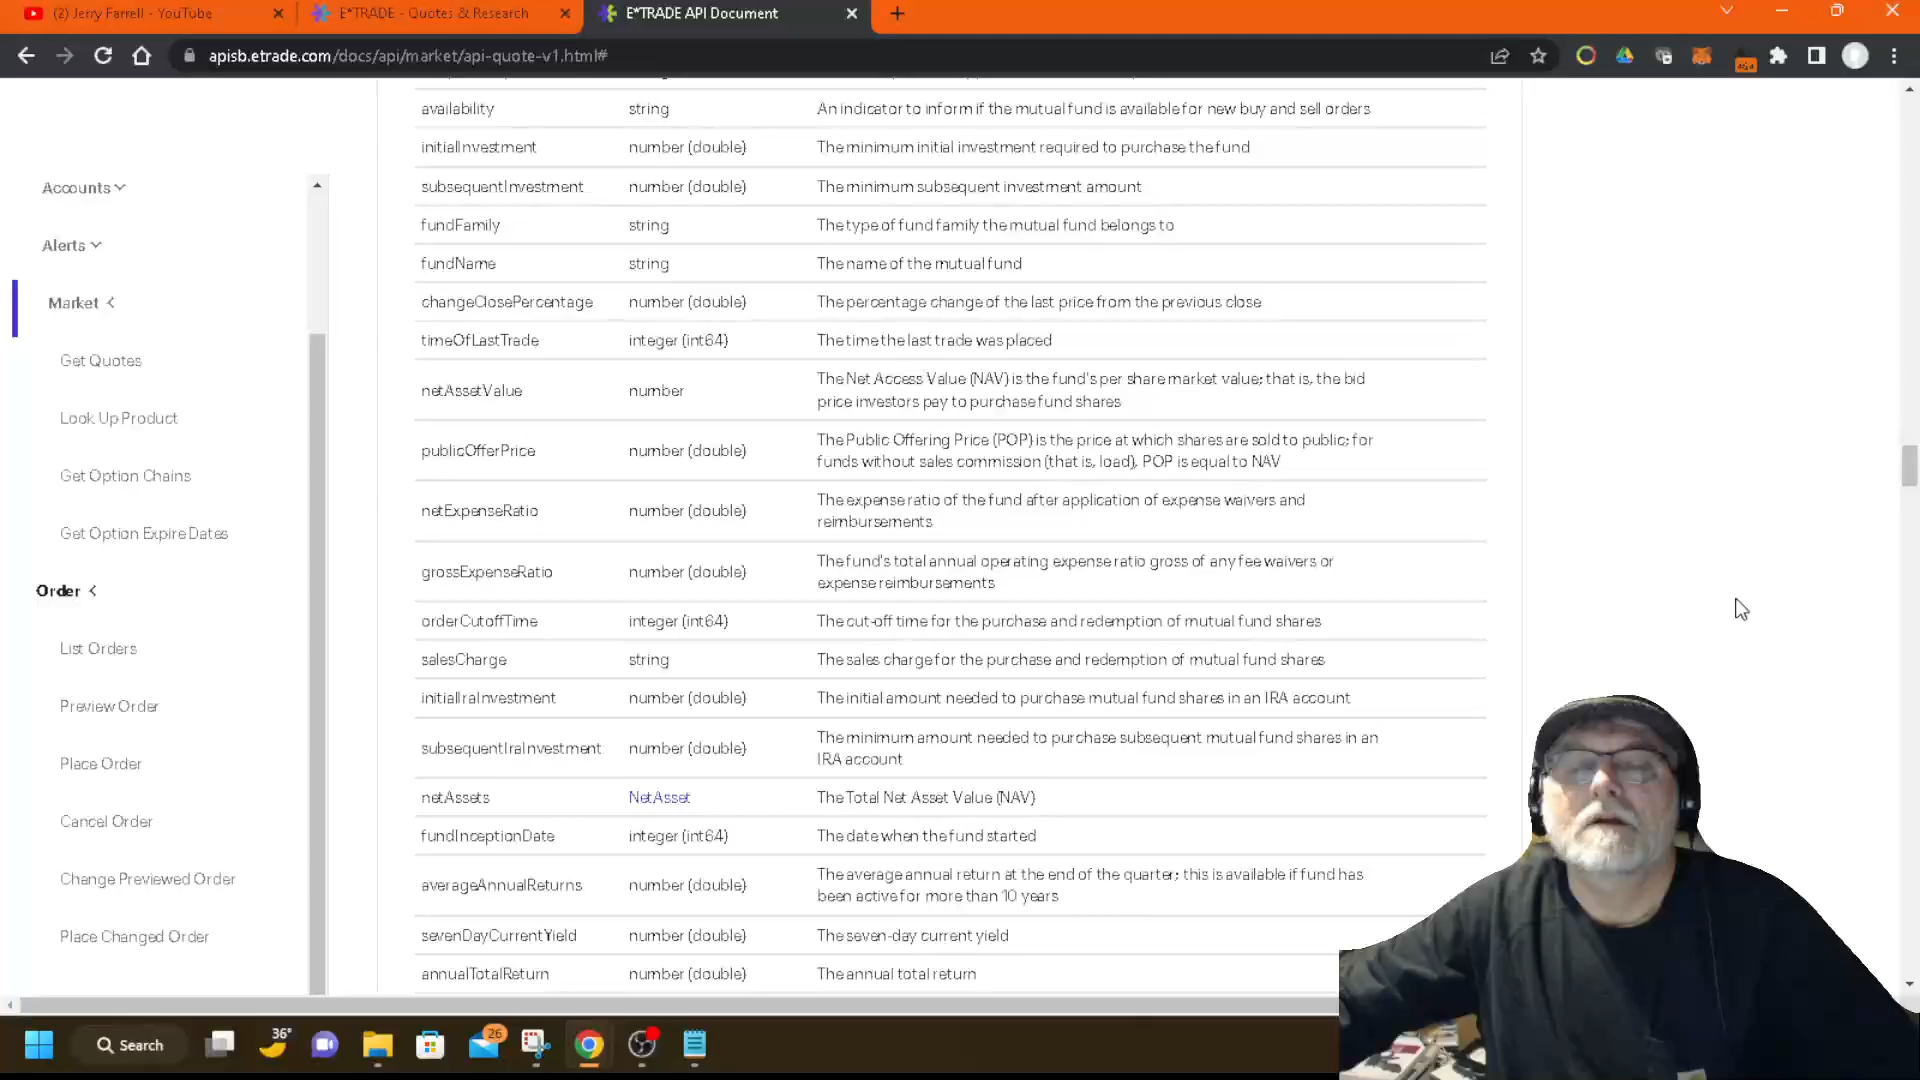 (2) Jerry Farrell - YouTube
E*TRADE - Quotes & Research
E*TRADE API Document
apisb.etrade.com/docs/api/market/api-quote-v1.html#
Accounts
Alerts
Market
Get Quotes
Look Up Product
Get Option Chains
Get Option Expire Dates
Order
List Orders
Preview Order
Place Order
Cancel Order
Change Previewed Order
Place Changed Order
availability string An indicator to inform if the mutual fund is available for new buy and sell orders
initialInvestment number (double) The minimum initial investment required to purchase the fund
subsequentInvestment number (double) The minimum subsequent investment amount
fundFamily string The type of fund family the mutual fund belongs to
fundName string The name of the mutual fund
changeClosePercentage number (double) The percentage change of the last price from the previous close
timeOfLastTrade integer (int64) The time the last trade was placed
netAssetValue number The Net Access Value (NAV) is the fund's per share market value; that is, the bid
price investors pay to purchase fund shares
publicOfferPrice number (double) The Public Offering Price (POP) is the price at which shares are sold to public; for
funds without sales commission (that is, load), POP is equal to NAV
netExpenseRatio number (double) The expense ratio of the fund after application of expense waivers and
reimbursements
grossExpenseRatio number (double) The fund's total annual operating expense ratio gross of any fee waivers or
expense reimbursements
orderCutoffTime integer (int64) The cut-off time for the purchase and redemption of mutual fund shares
salesCharge string The sales charge for the purchase and redemption of mutual fund shares
initialIraInvestment number (double) The initial amount needed to purchase mutual fund shares in an IRA account
subsequentIraInvestment number (double) The minimum amount needed to purchase subsequent mutual fund shares in an
IRA account
netAssets NetAsset The Total Net Asset Value (NAV)
fundInceptionDate integer (int64) The date when the fund started
averageAnnualReturns number (double) The average annual return at the end of the quarter; this is available if fund has
been active for more than 10 years
sevenDayCurrentYield number (double) The seven-day current yield
annualTotalReturn number (double) The annual total return
Search
36°
26